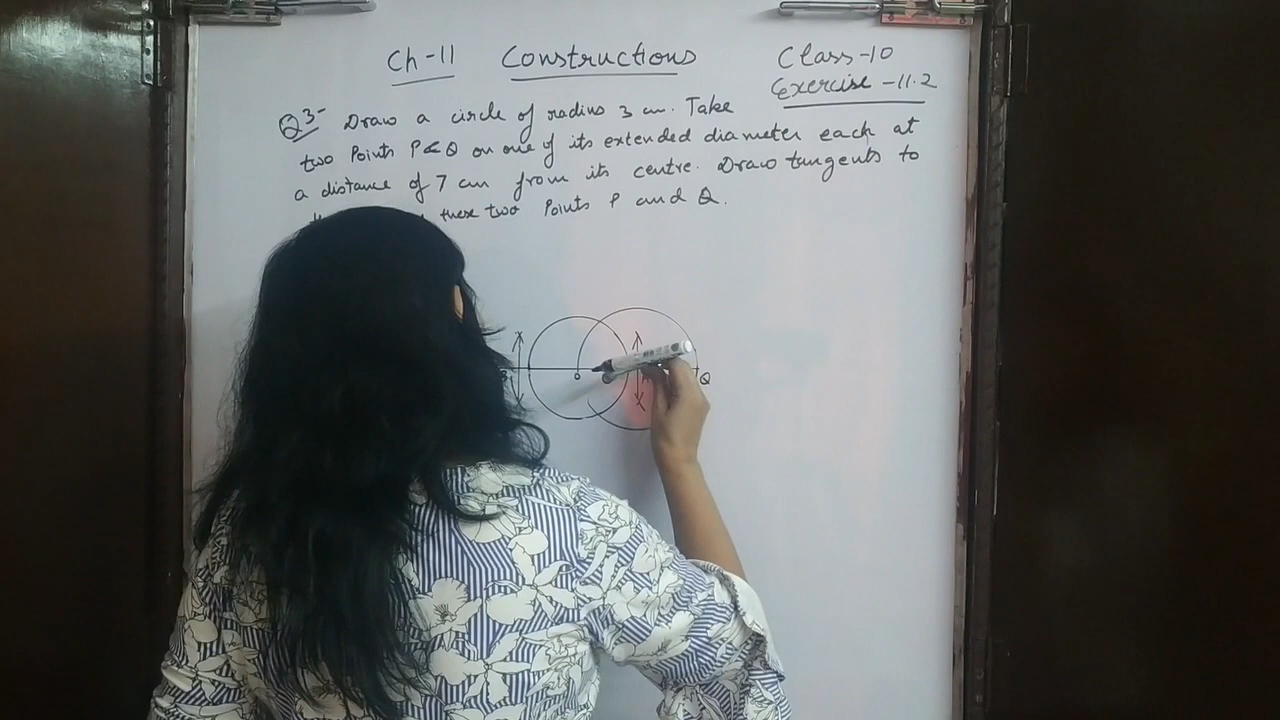 Ch-11 Constructions Class-10
Exercise-11.2
Q3- Draw a circle of radius 3 cm. Take
two Points P & Q on one of its extended diameter each at
a distance of 7 cm from its centre. Draw tangents to
these two Points P and Q.
O
Q